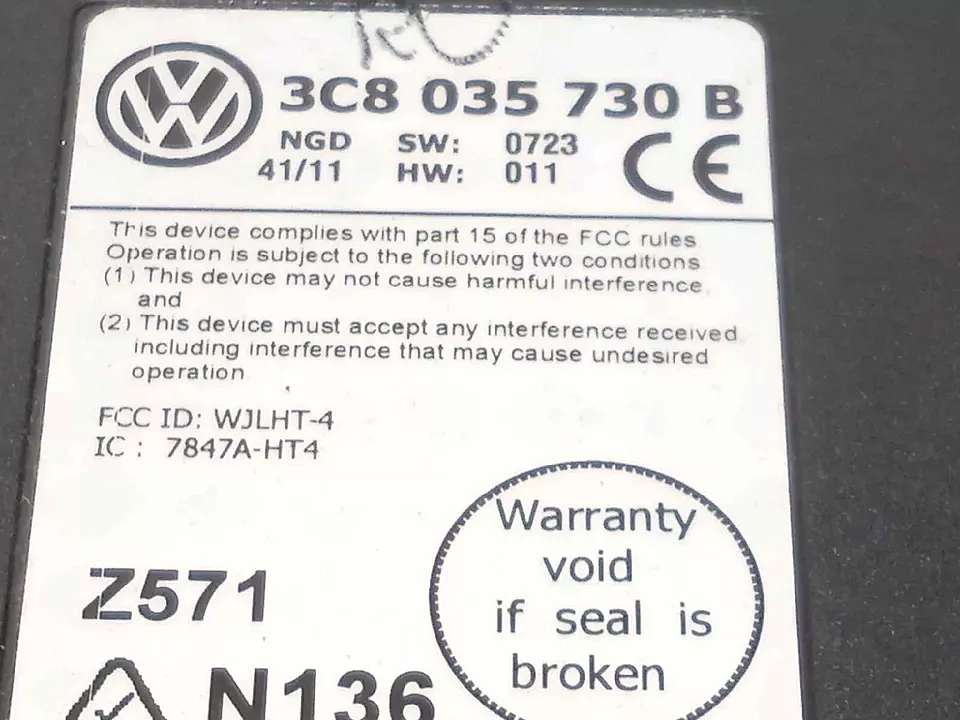 3C8 035 730 B
NGD SW: 0723
41/11 HW: 011
CE
This device complies with part 15 of the FCC rules
Operation is subject to the following two conditions
(1) This device may not cause harmful interference,
and
(2) This device must accept any interference received
including interference that may cause undesired
operation
FCC ID: WJLHT-4
IC : 7847A-HT4
Warranty
void
if seal is
broken
Z571
N136